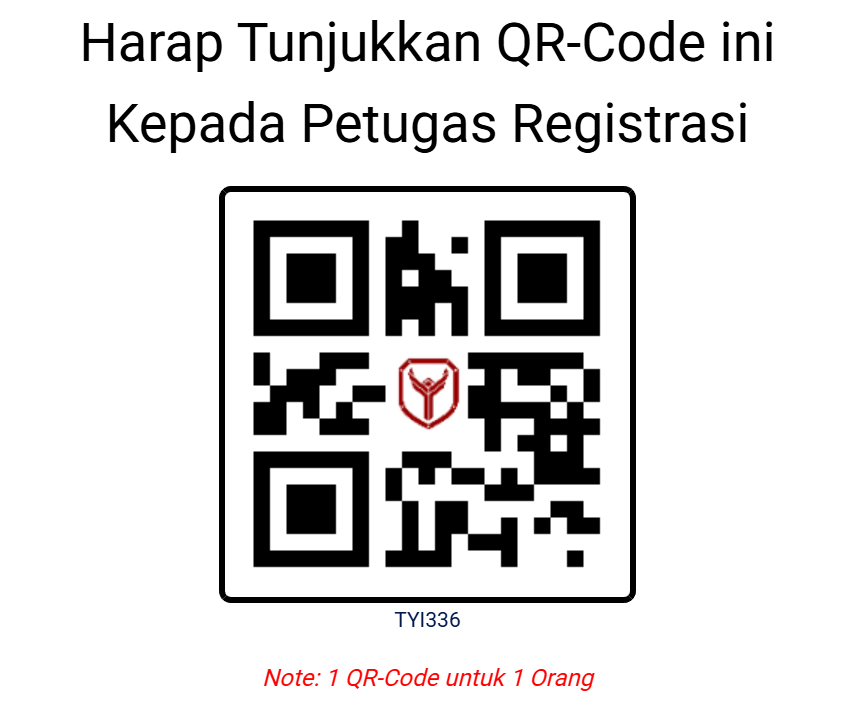 Harap Tunjukkan QR-Code ini
Kepada Petugas Registrasi
TYI336
Note: 1 QR-Code untuk 1 Orang